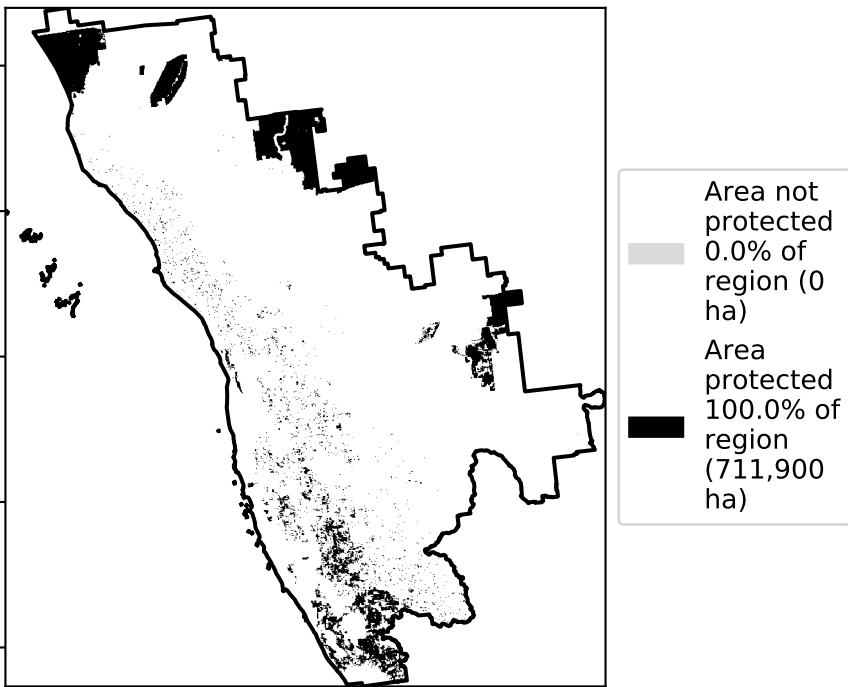 Area not
protected
0.0% of
region (0
ha)
Area
protected
100.0% of
region
(711,900
ha)